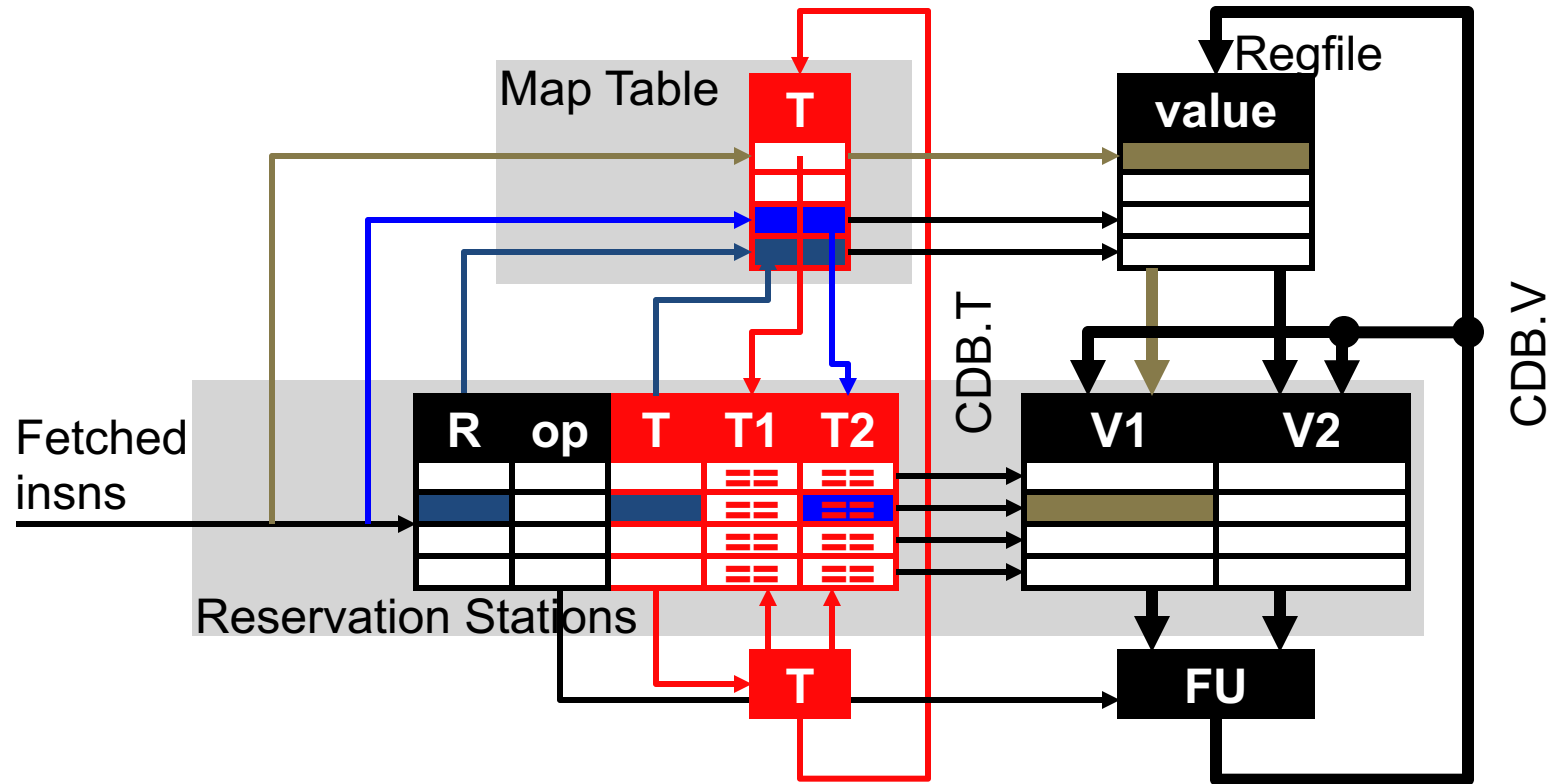 Regfile
Map Table
T
value
CDB.T
CDB.V
Fetched
insns
R op T T1 T2 V1 V2
== ==
== ==
== ==
== ==
Reservation Stations
T
FU